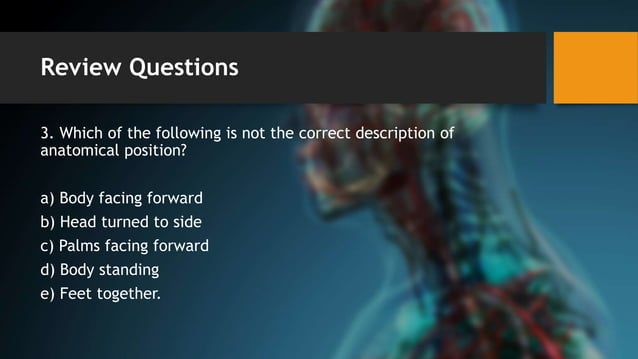 Review Questions
3. Which of the following is not the correct description of
anatomical position?
a) Body facing forward
b) Head turned to side
c) Palms facing forward
d) Body standing
e) Feet together.